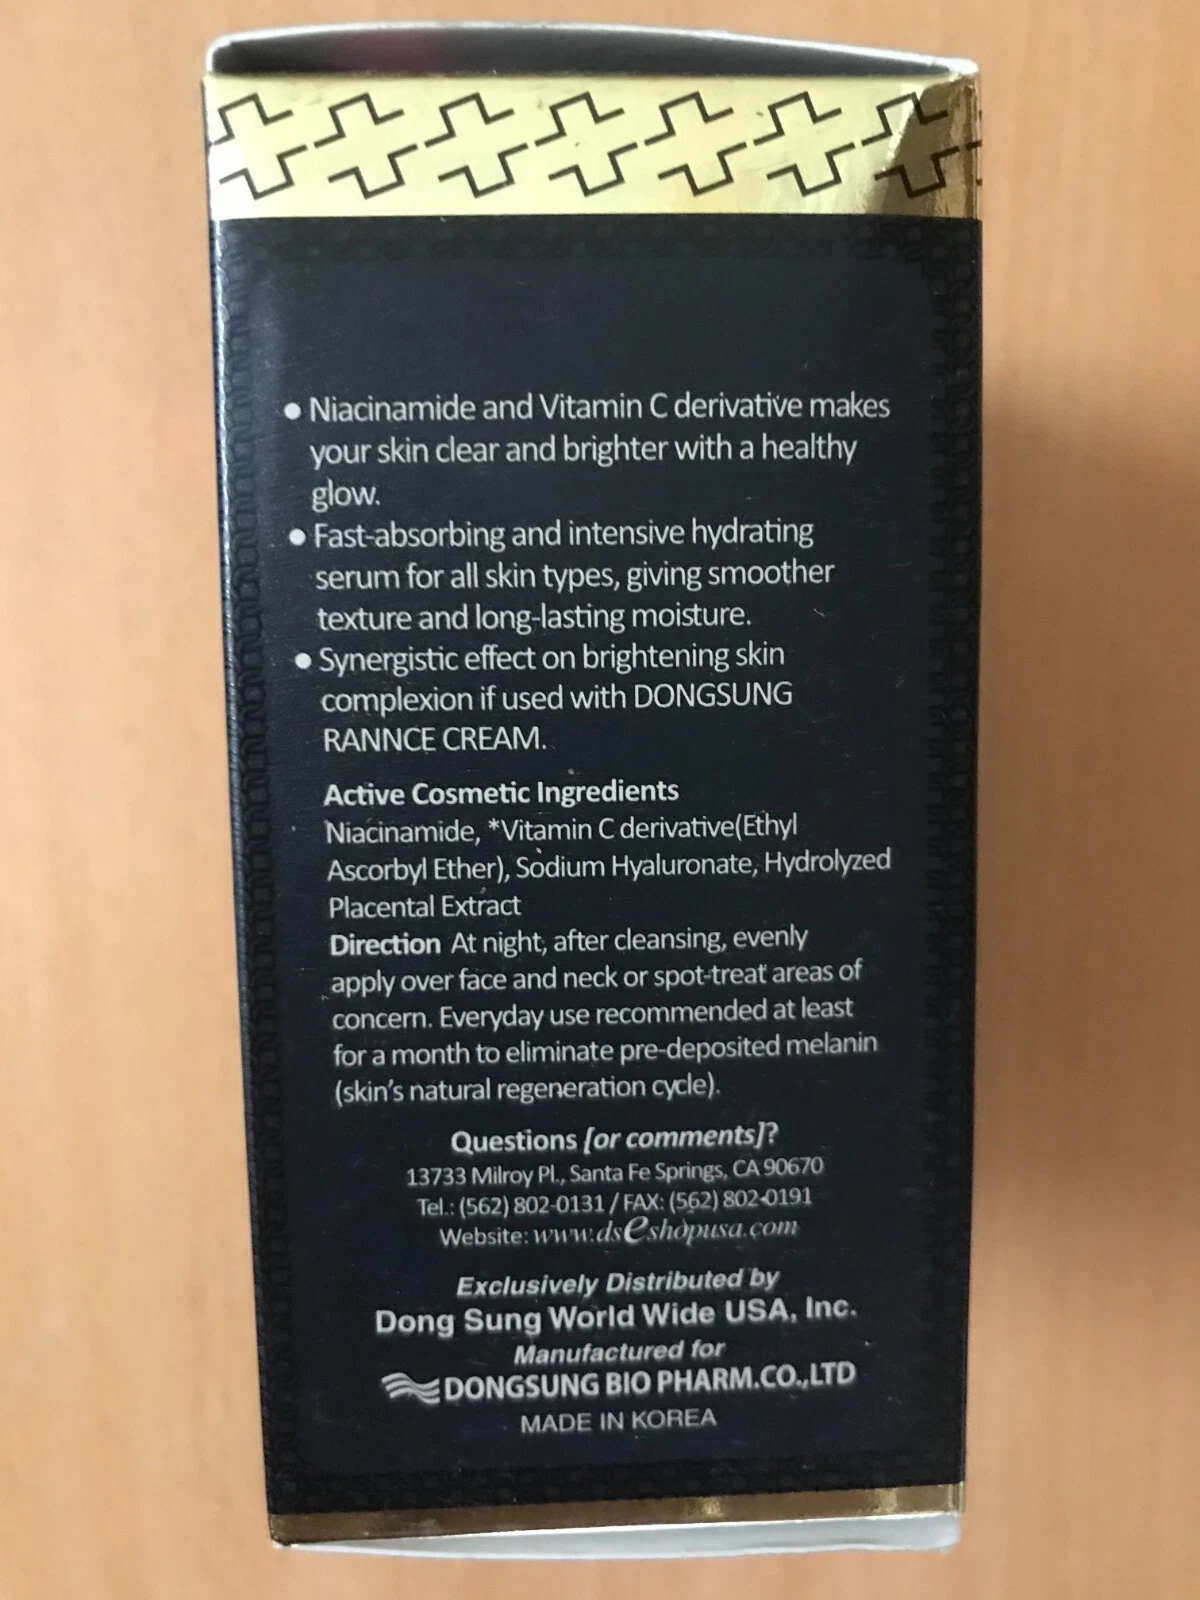 ● Niacinamide and Vitamin C derivative makes
your skin clear and brighter with a healthy
glow.
● Fast-absorbing and intensive hydrating
serum for all skin types, giving smoother
texture and long-lasting moisture.
● Synergistic effect on brightening skin
complexion if used with DONGSUNG
RANNCE CREAM.
Active Cosmetic Ingredients
Niacinamide, *Vitamin C derivative(Ethyl
Ascorbyl Ether), Sodium Hyaluronate, Hydrolyzed
Placental Extract
Direction At night, after cleansing, evenly
apply over face and neck or spot-treat areas of
concern. Everyday use recommended at least
for a month to eliminate pre-deposited melanin
(skin's natural regeneration cycle).
Questions [or comments]?
13733 Milroy Pl., Santa Fe Springs, CA 90670
Tel.: (562) 802-0131 / FAX: (562) 802-0191
Website: www.dseshopusa.com
Exclusively Distributed by
Dong Sung World Wide USA, Inc.
Manufactured for
DONGSUNG BIO PHARM.CO.,LTD
MADE IN KOREA